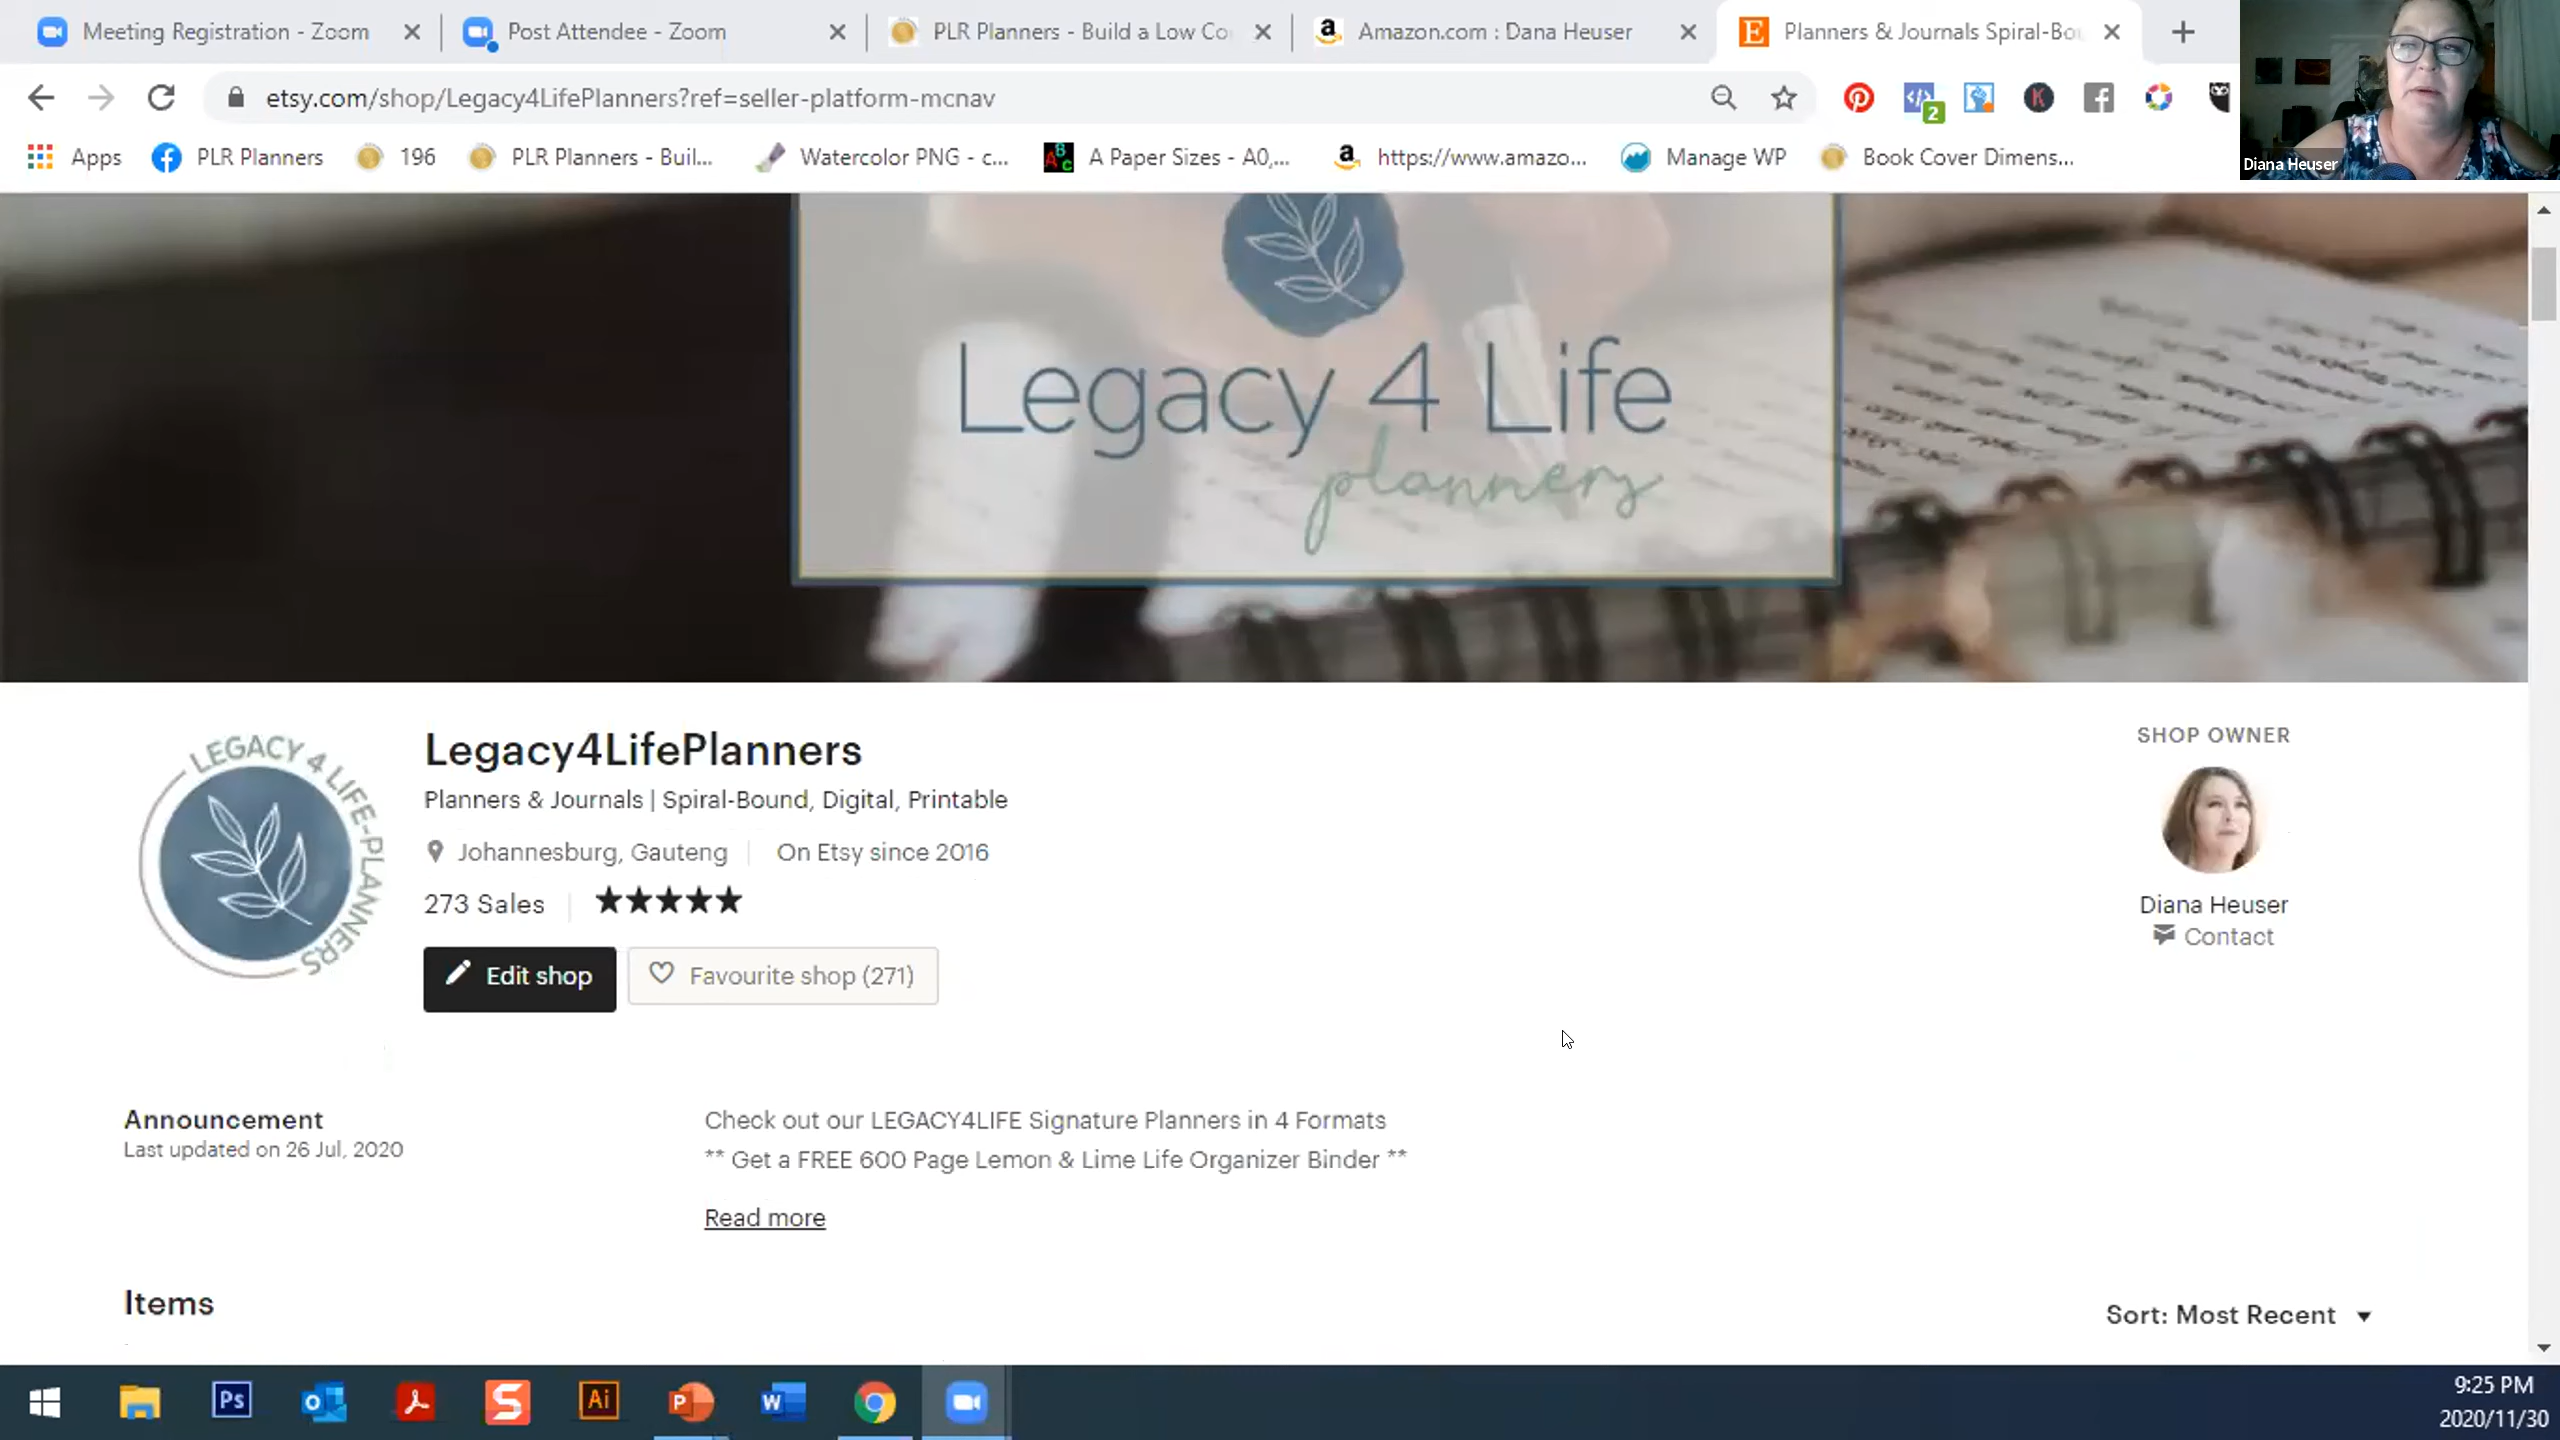 Meeting Registration - Zoom
Post Attendee - Zoom
PLR Planners - Build a Low Co
Amazon.com : Dana Heuser
Planners & Journals Spiral-Bou
etsy.com/shop/Legacy4LifePlanners?ref=seller-platform-mcnav
2
Apps
PLR Planners
196
PLR Planners - Buil...
Watercolor PNG - c...
A Paper Sizes - A0,...
https://www.amazo...
Manage WP
Book Cover Dimens...
Diana Heuser
Legacy 4 Life
planners
LEGACY 4 LIFE-PLANNERS
Legacy4LifePlanners
Planners & Journals | Spiral-Bound, Digital, Printable
Johannesburg, Gauteng
On Etsy since 2016
273 Sales
Edit shop
Favourite shop (271)
SHOP OWNER
Diana Heuser
Contact
Announcement
Last updated on 26 Jul, 2020
Check out our LEGACY4LIFE Signature Planners in 4 Formats
** Get a FREE 600 Page Lemon & Lime Life Organizer Binder **
Read more
Items
Sort: Most Recent
9:25 PM
2020/11/30